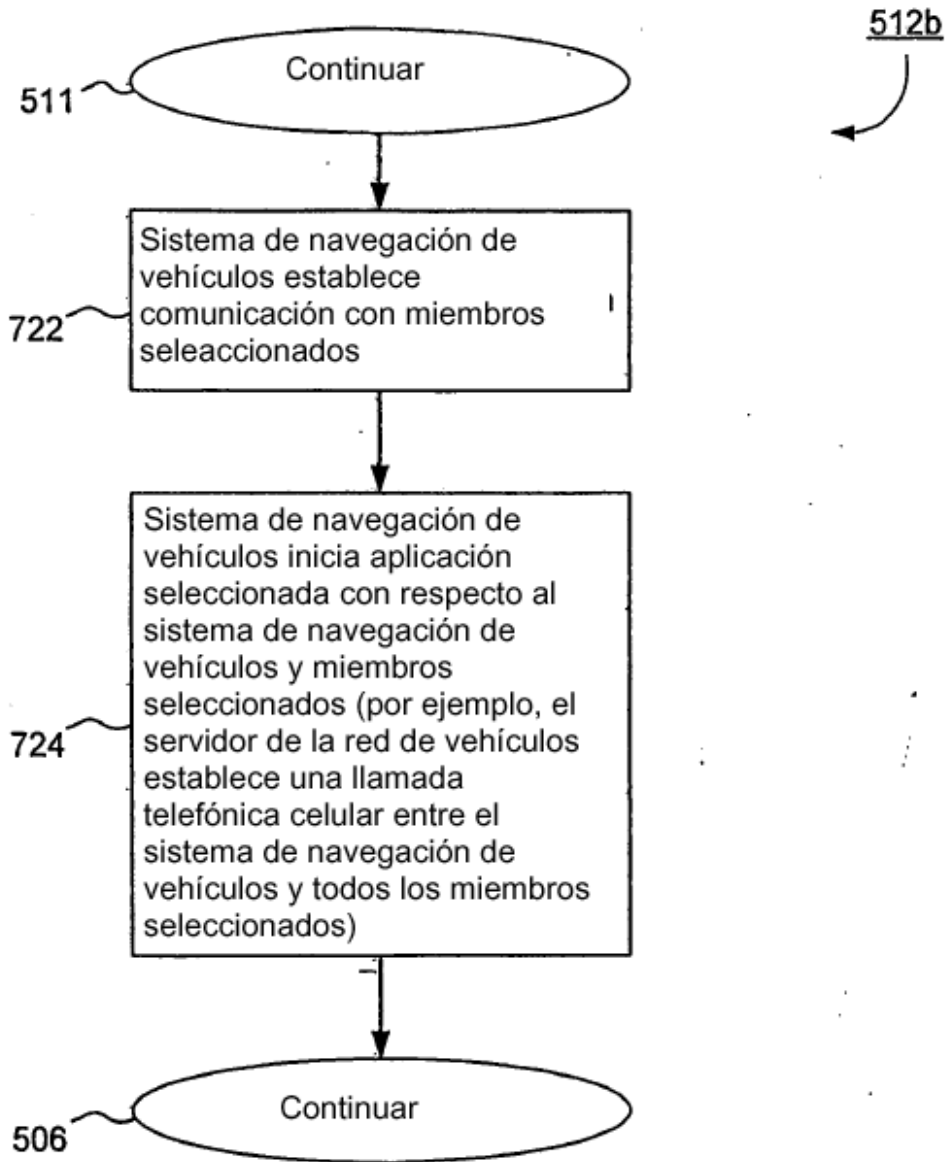 512b
Continuar
511
Sistema de navegación de
vehículos establece
comunicación con miembros
seleaccionados
722
Sistema de navegación de
vehículos inicia aplicación
seleccionada con respecto al
sistema de navegación de
vehículos y miembros
seleccionados (por ejemplo, el
servidor de la red de vehículos
establece una llamada
telefónica celular entre el
sistema de navegación de
vehículos y todos los miembros
seleccionados)
724
Continuar
506